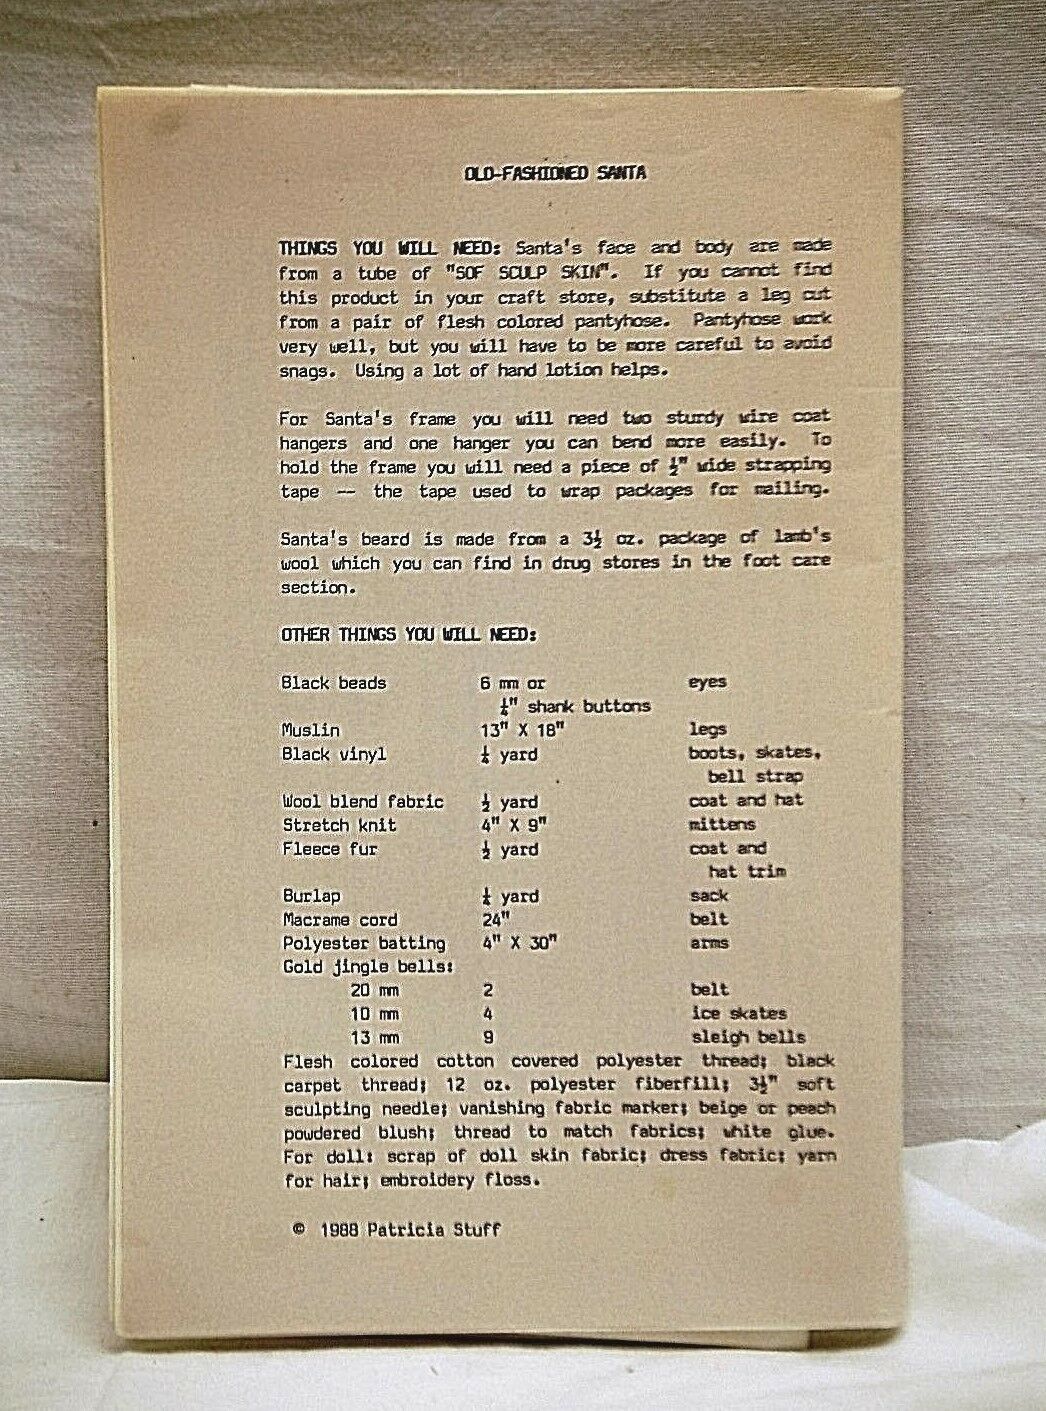 OLD-FASHIONED SANTA
THINGS YOU WILL NEED: Santa's face and body are made
from a tube of "SOF SCULP SKIN". If you cannot find
this product in your craft store, substitute a leg cut
from a pair of flesh colored pantyhose. Pantyhose work
very well, but you will have to be more careful to avoid
snags. Using a lot of hand lotion helps.
For Santa's frame you will need two sturdy wire coat
hangers and one hanger you can bend more easily. To
hold the frame you will need a piece of ½" wide strapping
tape -- the tape used to wrap packages for mailing.
Santa's beard is made from a 3½ oz. package of lamb's
wool which you can find in drug stores in the foot care
section.
OTHER THINGS YOU WILL NEED:
Black beads 6 mm or eyes
¼" shank buttons
Muslin 13" X 18" legs
Black vinyl ¼ yard boots, skates,
bell strap
Wool blend fabric ½ yard coat and hat
Stretch knit 4" X 9" mittens
Fleece fur ½ yard coat and
hat trim
Burlap ¼ yard sack
Macrame cord 24" belt
Polyester batting 4" X 30" arms
Gold jingle bells:
20 mm 2 belt
10 mm 4 ice skates
13 mm 9 sleigh bells
Flesh colored cotton covered polyester thread; black
carpet thread; 12 oz. polyester fiberfill; 3½" soft
sculpting needle; vanishing fabric marker; beige or peach
powdered blush; thread to match fabrics; white glue.
For doll: scrap of doll skin fabric; dress fabric; yarn
for hair; embroidery floss.
© 1988 Patricia Stuff